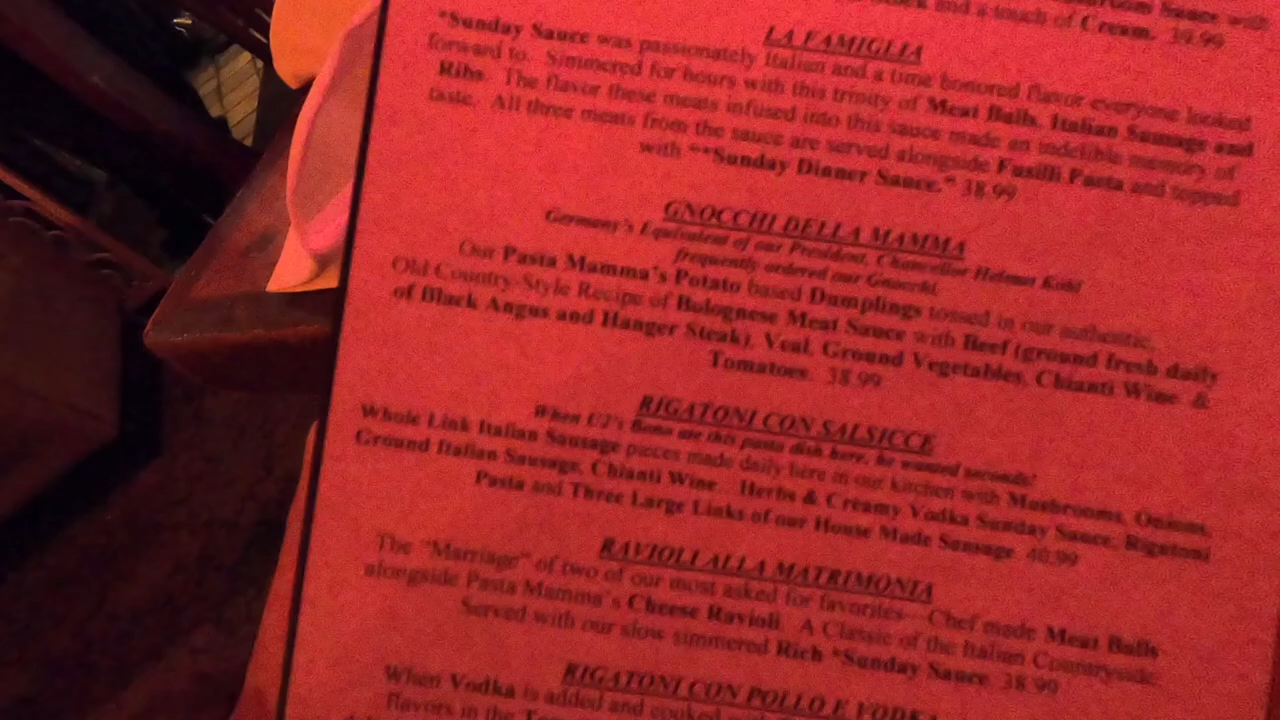 and a touch of Cream. 39.99
LA FAMIGLIA
*Sunday Sauce was passionately Italian and a time honored flavor everyone looked
forward to. Simmered for hours with this trinity of Meat Balls, Italian Sausage and
Ribs. The flavor these meats infused into this sauce made an indelible memory of
taste. All three meats from the sauce are served alongside Fusilli Pasta and topped
with **Sunday Dinner Sauce.* 38.99
GNOCCHI DELLA MAMMA
Germany's Equivalent of our President, Chancellor Helmut Kohl
frequently ordered our Gnocchi.
Our Pasta Mamma's Potato based Dumplings tossed in our authentic,
Old Country-Style Recipe of Bolognese Meat Sauce with Beef (ground fresh daily
of Black Angus and Hanger Steak), Veal, Ground Vegetables, Chianti Wine &
Tomatoes. 38.99
RIGATONI CON SALSICCE
When U2's Bono ate this pasta dish here, he wanted seconds!
Whole Link Italian Sausage pieces made daily here in our kitchen with Mushrooms, Onions,
Ground Italian Sausage, Chianti Wine, Herbs & Creamy Vodka Sunday Sauce, Rigatoni
Pasta and Three Large Links of our House Made Sausage. 40.99
RAVIOLI ALLA MATRIMONIA
The "Marriage" of two of our most asked for favorites—Chef made Meat Balls
alongside Pasta Mamma's Cheese Ravioli. A Classic of the Italian Countryside.
Served with our slow simmered Rich *Sunday Sauce. 38.99
RIGATONI CON POLLO E VODKA
When Vodka is added and cooked
flavors in the